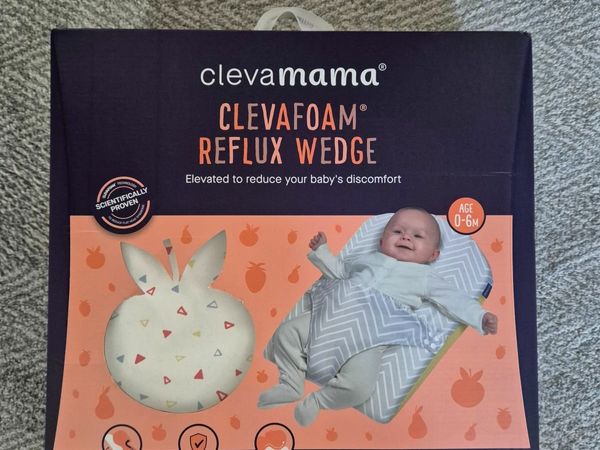 clevamama®
CLEVAFOAM®
REFLUX WEDGE
Elevated to reduce your baby's discomfort
SCIENTIFICALLY
PROVEN
AGE
0-6M